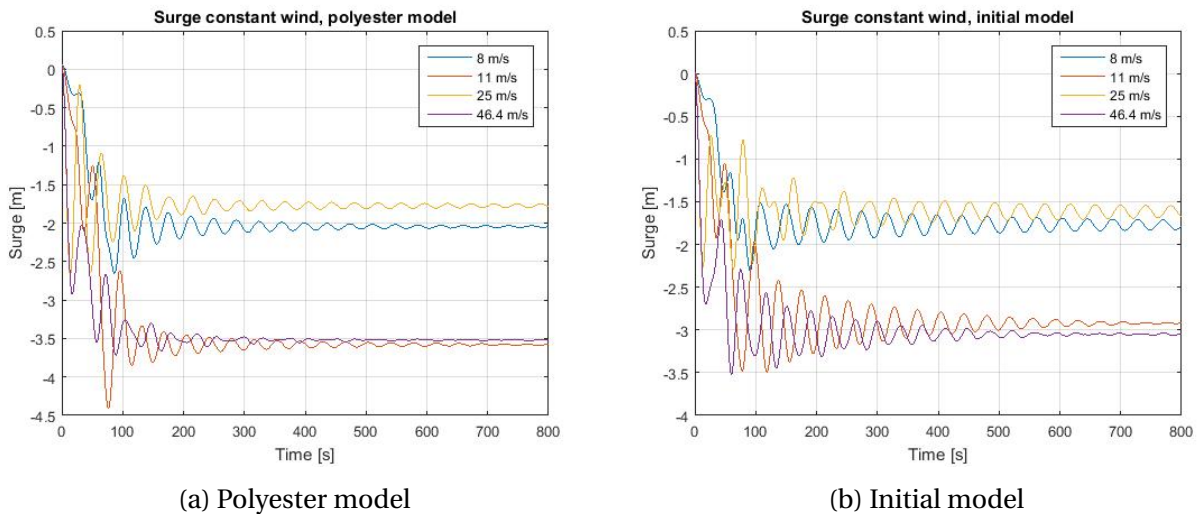 Surge constant wind, polyester model
0.5
0
-0.5
-1
-1.5
-2
-2.5
-3
-3.5
-4
-4.5
Surge [m]
8 m/s
11 m/s
25 m/s
46.4 m/s
0 100 200 300 400 500 600 700 800
Time [s]
(a) Polyester model
Surge constant wind, initial model
0.5
0
-0.5
-1
-1.5
-2
-2.5
-3
-3.5
-4
Surge [m]
8 m/s
11 m/s
25 m/s
46.4 m/s
0 100 200 300 400 500 600 700 800
Time [s]
(b) Initial model